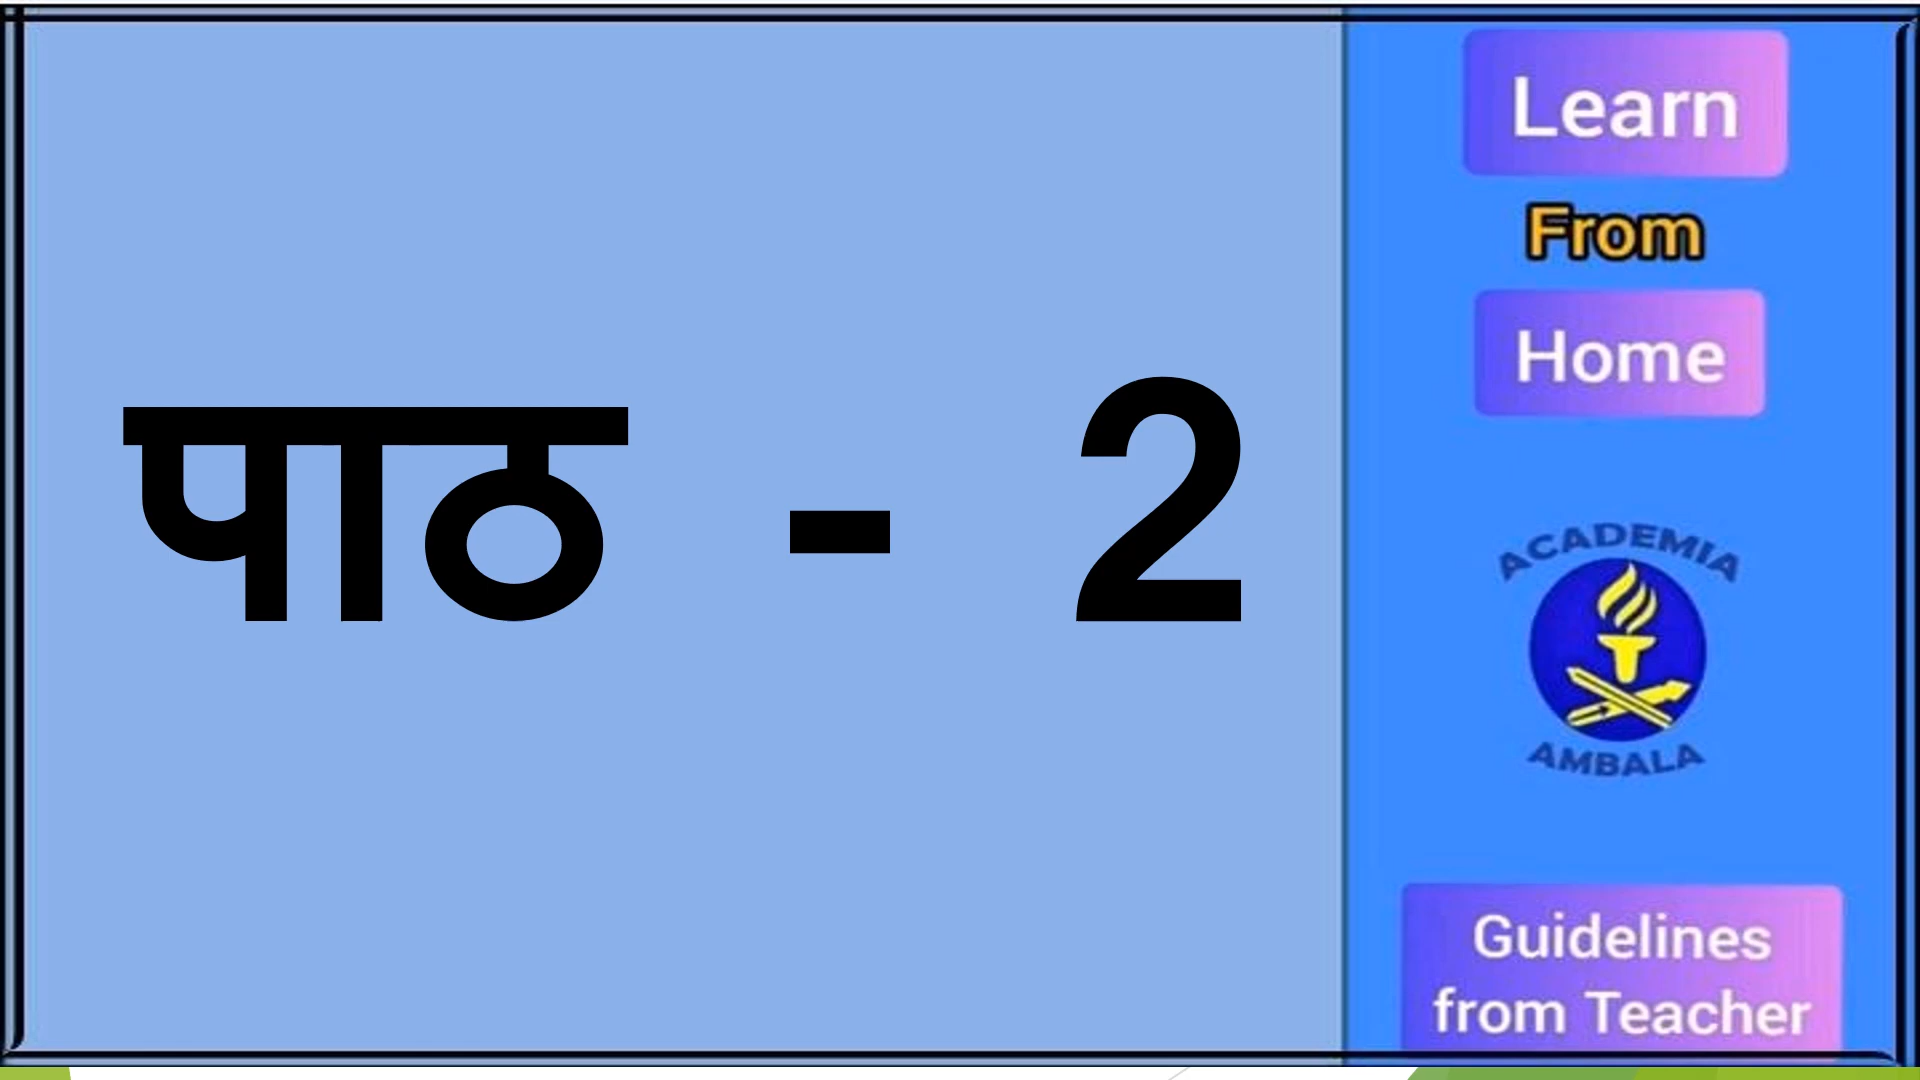 पाठ - 2
Learn
From
Home
ACADEMIA
AMBALA
Guidelines
from Teacher